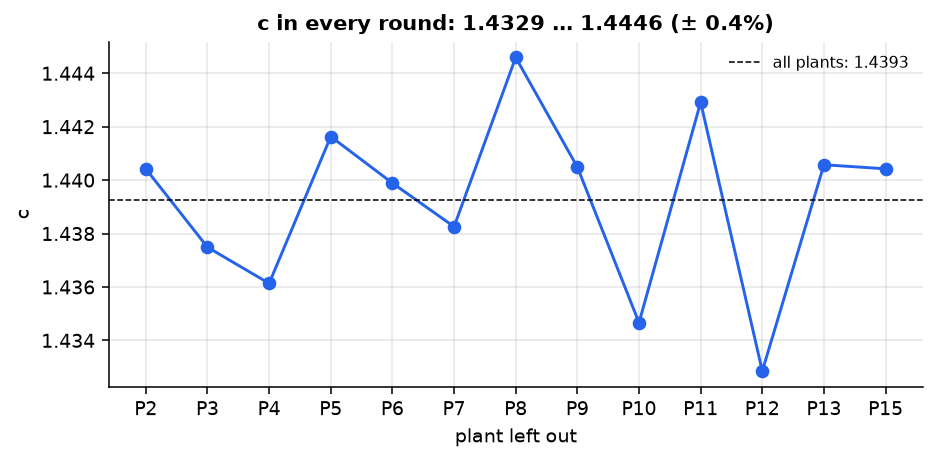 c in every round: 1.4329 … 1.4446 (± 0.4%)
all plants: 1.4393
1.444
1.442
1.440
1.438
1.436
1.434
c
P2 P3 P4 P5 P6 P7 P8 P9 P10 P11 P12 P13 P15
plant left out